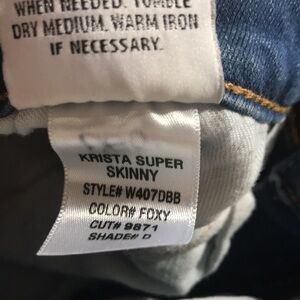 WHEN NEEDED. TUMBLE
DRY MEDIUM. WARM IRON
IF NECESSARY.
KRISTA SUPER
SKINNY
STYLE# W407DBB
COLOR# FOXY
CUT# 9871
SHADE# D